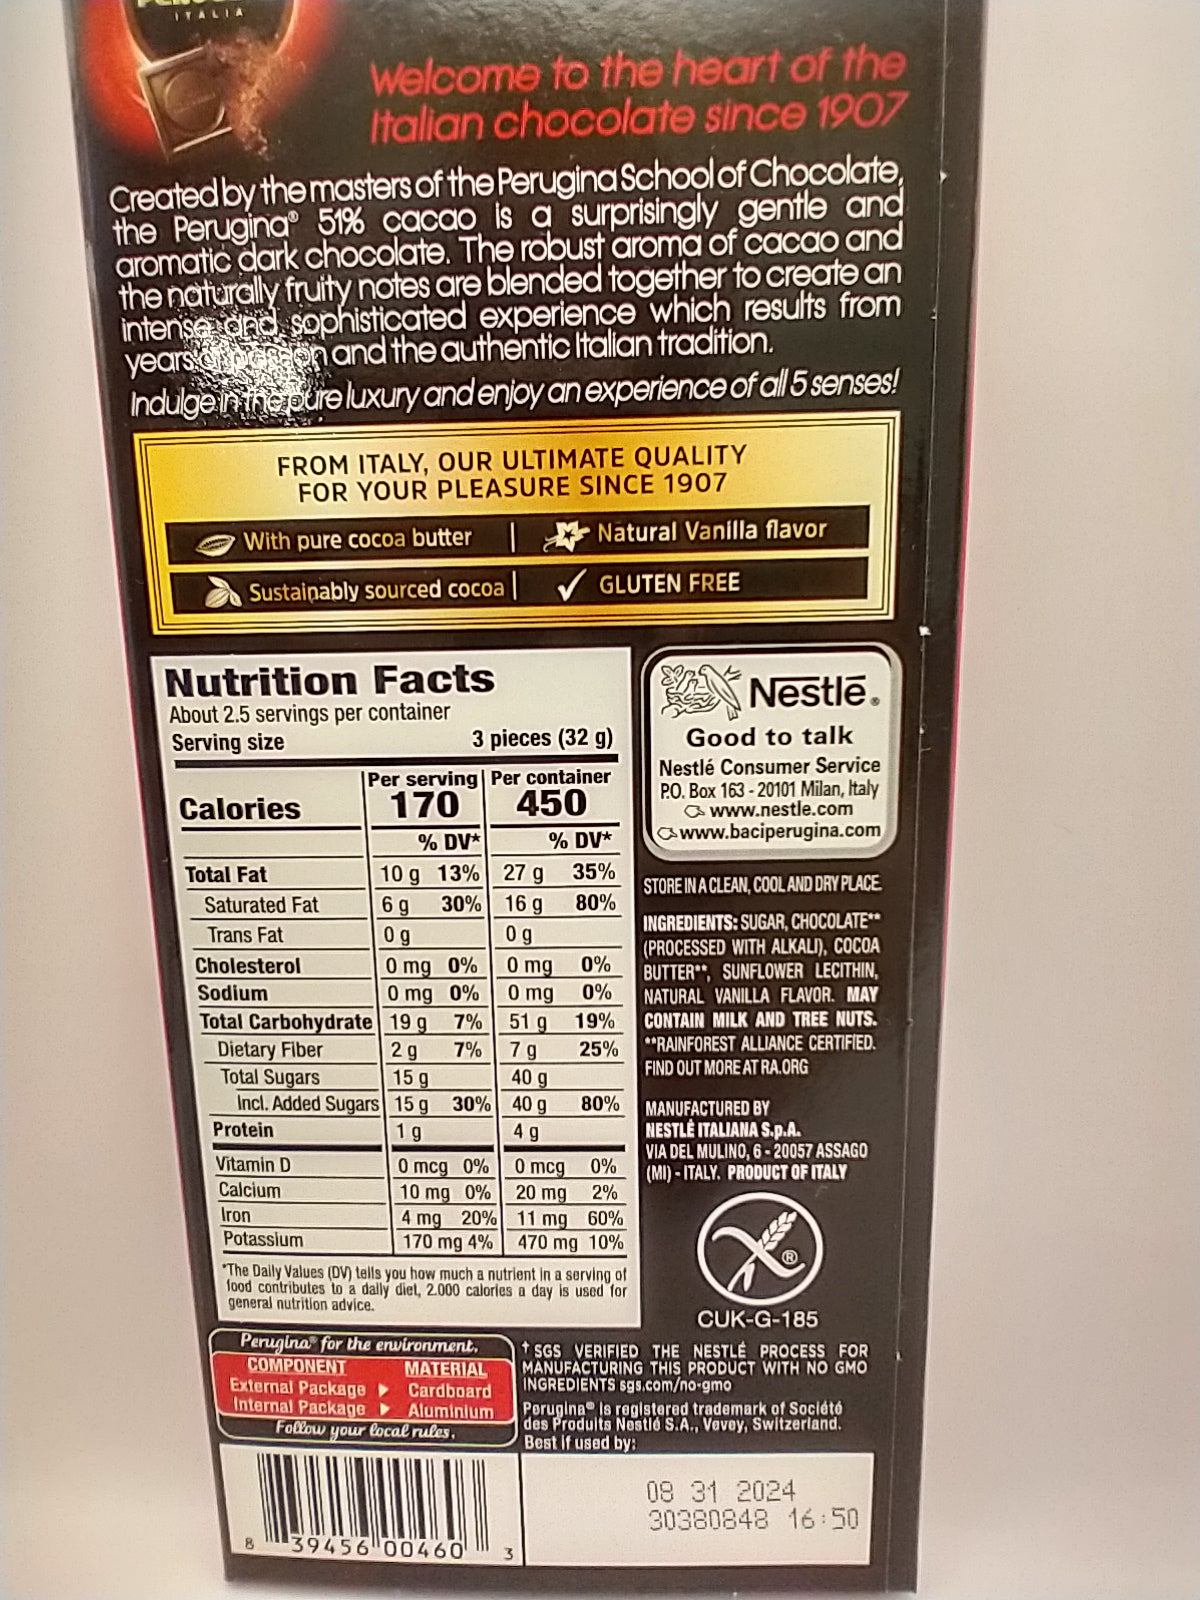 ITALIA
Welcome to the heart of the
Italian chocolate since 1907
Created by the masters of the Perugina School of Chocolate,
the Perugina® 51% cacao is a surprisingly gentle and
aromatic dark chocolate. The robust aroma of cacao and
the naturally fruity notes are blended together to create an
intense and sophisticated experience which results from
years of passion and the authentic Italian tradition.
Indulge in the pure luxury and enjoy an experience of all 5 senses!
FROM ITALY, OUR ULTIMATE QUALITY
FOR YOUR PLEASURE SINCE 1907
With pure cocoa butter | Natural Vanilla flavor
Sustainably sourced cocoa | GLUTEN FREE
Nutrition Facts
About 2.5 servings per container
Serving size 3 pieces (32 g)
Per serving Per container
Calories 170 450
% DV* % DV*
Total Fat 10 g 13% 27 g 35%
Saturated Fat 6 g 30% 16 g 80%
Trans Fat 0 g 0 g
Cholesterol 0 mg 0% 0 mg 0%
Sodium 0 mg 0% 0 mg 0%
Total Carbohydrate 19 g 7% 51 g 19%
Dietary Fiber 2 g 7% 7 g 25%
Total Sugars 15 g 40 g
Incl. Added Sugars 15 g 30% 40 g 80%
Protein 1 g 4 g
Vitamin D 0 mcg 0% 0 mcg 0%
Calcium 10 mg 0% 20 mg 2%
Iron 4 mg 20% 11 mg 60%
Potassium 170 mg 4% 470 mg 10%
*The Daily Values (DV) tells you how much a nutrient in a serving of
food contributes to a daily diet, 2.000 calories a day is used for
general nutrition advice.
Nestlé®
Good to talk
Nestlé Consumer Service
P.O. Box 163 - 20101 Milan, Italy
www.nestle.com
www.baciperugina.com
STORE IN A CLEAN, COOL AND DRY PLACE.
INGREDIENTS: SUGAR, CHOCOLATE**
(PROCESSED WITH ALKALI), COCOA
BUTTER**, SUNFLOWER LECITHIN,
NATURAL VANILLA FLAVOR. MAY
CONTAIN MILK AND TREE NUTS.
**RAINFOREST ALLIANCE CERTIFIED.
FIND OUT MORE AT RA.ORG
MANUFACTURED BY
NESTLÉ ITALIANA S.p.A.
VIA DEL MULINO, 6 - 20057 ASSAGO
(MI) - ITALY. PRODUCT OF ITALY
®
CUK-G-185
Perugina® for the environment.
COMPONENT MATERIAL
External Package Cardboard
Internal Package Aluminium
Follow your local rules.
† SGS VERIFIED THE NESTLÉ PROCESS FOR
MANUFACTURING THIS PRODUCT WITH NO GMO
INGREDIENTS sgs.com/no-gmo
Perugina® is registered trademark of Société
des Produits Nestlé S.A., Vevey, Switzerland.
Best if used by:
08 31 2024
30380848 16:50
8 39456 00460 3